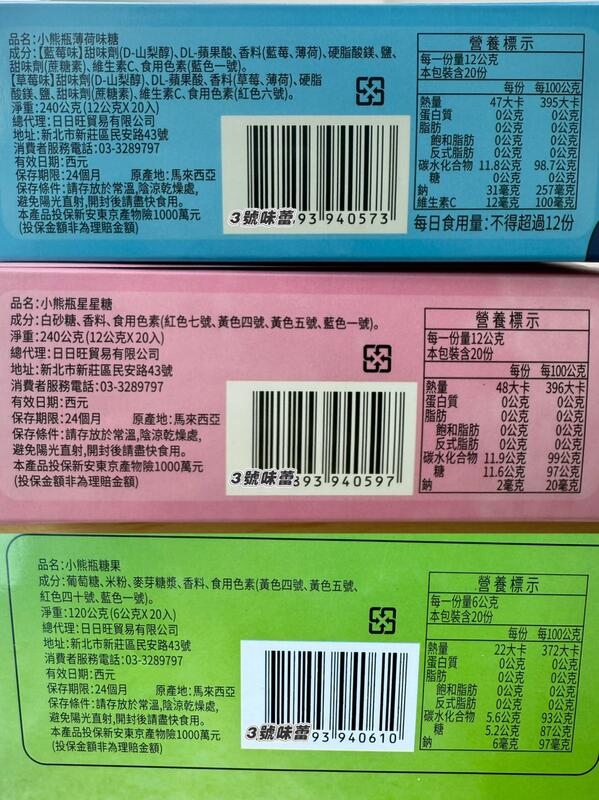 品名:小熊瓶薄荷味糖
成分:【藍莓味】甜味劑(D-山梨醇)、DL-蘋果酸、香料(藍莓、薄荷)、硬脂酸鎂、鹽、
甜味劑(蔗糖素)、維生素C、食用色素(藍色一號)。
【草莓味】甜味劑(D-山梨醇)、DL-蘋果酸、香料(草莓、薄荷)、硬脂
酸鎂、鹽、甜味劑(蔗糖素)、維生素C、食用色素(紅色六號)。
淨重:240公克(12公克X20入)
總代理:日日旺貿易有限公司
地址:新北市新莊區民安路43號
消費者服務電話:03-3289797
有效日期:西元
保存期限:24個月 原產地:馬來西亞
保存條件:請存放於常溫,陰涼乾燥處,
避免陽光直射,開封後請盡快食用。
本產品投保新安東京產物險1000萬元
(投保金額非為理賠金額)
3號味蕾 93 940573
營養標示
每一份量12公克
本包裝含20份
每份 每100公克
熱量 47大卡 395大卡
蛋白質 0公克 0公克
脂肪 0公克 0公克
飽和脂肪 0公克 0公克
反式脂肪 0公克 0公克
碳水化合物 11.8公克 98.7公克
糖 0公克 0公克
鈉 31毫克 257毫克
維生素C 12毫克 100毫克
每日食用量:不得超過12份
品名:小熊瓶星星糖
成分:白砂糖、香料、食用色素(紅色七號、黃色四號、黃色五號、藍色一號)。
淨重:240公克(12公克X20入)
總代理:日日旺貿易有限公司
地址:新北市新莊區民安路43號
消費者服務電話:03-3289797
有效日期:西元
保存期限:24個月 原產地:馬來西亞
保存條件:請存放於常溫,陰涼乾燥處,
避免陽光直射,開封後請盡快食用。
本產品投保新安東京產物險1000萬元
(投保金額非為理賠金額)
3號味蕾 893 940597
營養標示
每一份量12公克
本包裝含20份
每份 每100公克
熱量 48大卡 396大卡
蛋白質 0公克 0公克
脂肪 0公克 0公克
飽和脂肪 0公克 0公克
反式脂肪 0公克 0公克
碳水化合物 11.9公克 99公克
糖 11.6公克 97公克
鈉 2毫克 20毫克
品名:小熊瓶糖果
成分:葡萄糖、米粉、麥芽糖漿、香料、食用色素(黃色四號、黃色五號、
紅色四十號、藍色一號)。
淨重:120公克(6公克X20入)
總代理:日日旺貿易有限公司
地址:新北市新莊區民安路43號
消費者服務電話:03-3289797
有效日期:西元
保存期限:24個月 原產地:馬來西亞
保存條件:請存放於常溫,陰涼乾燥處,
避免陽光直射,開封後請盡快食用。
本產品投保新安東京產物險1000萬元
(投保金額非為理賠金額)
3號味蕾 93 940610
營養標示
每一份量6公克
本包裝含20份
每份 每100公克
熱量 22大卡 372大卡
蛋白質 0公克 0公克
脂肪 0公克 0公克
飽和脂肪 0公克 0公克
反式脂肪 0公克 0公克
碳水化合物 5.6公克 93公克
糖 5.2公克 87公克
鈉 6毫克 97毫克